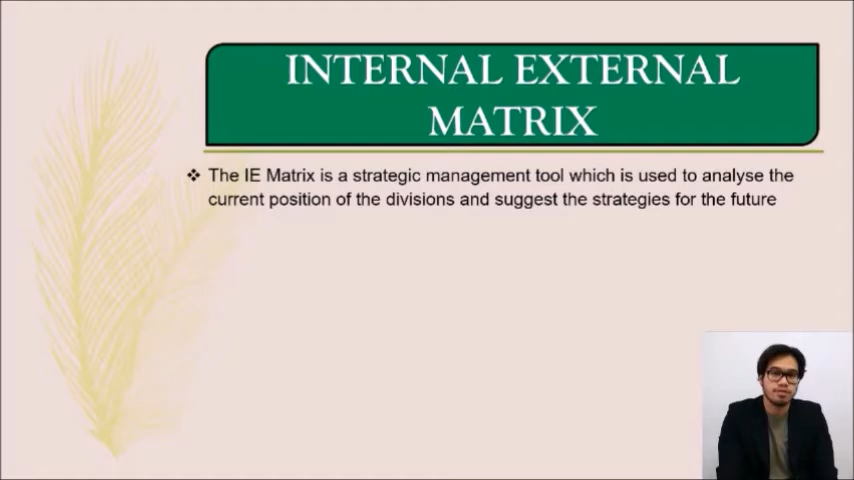 INTERNAL EXTERNAL
MATRIX
❖ The IE Matrix is a strategic management tool which is used to analyse the
current position of the divisions and suggest the strategies for the future